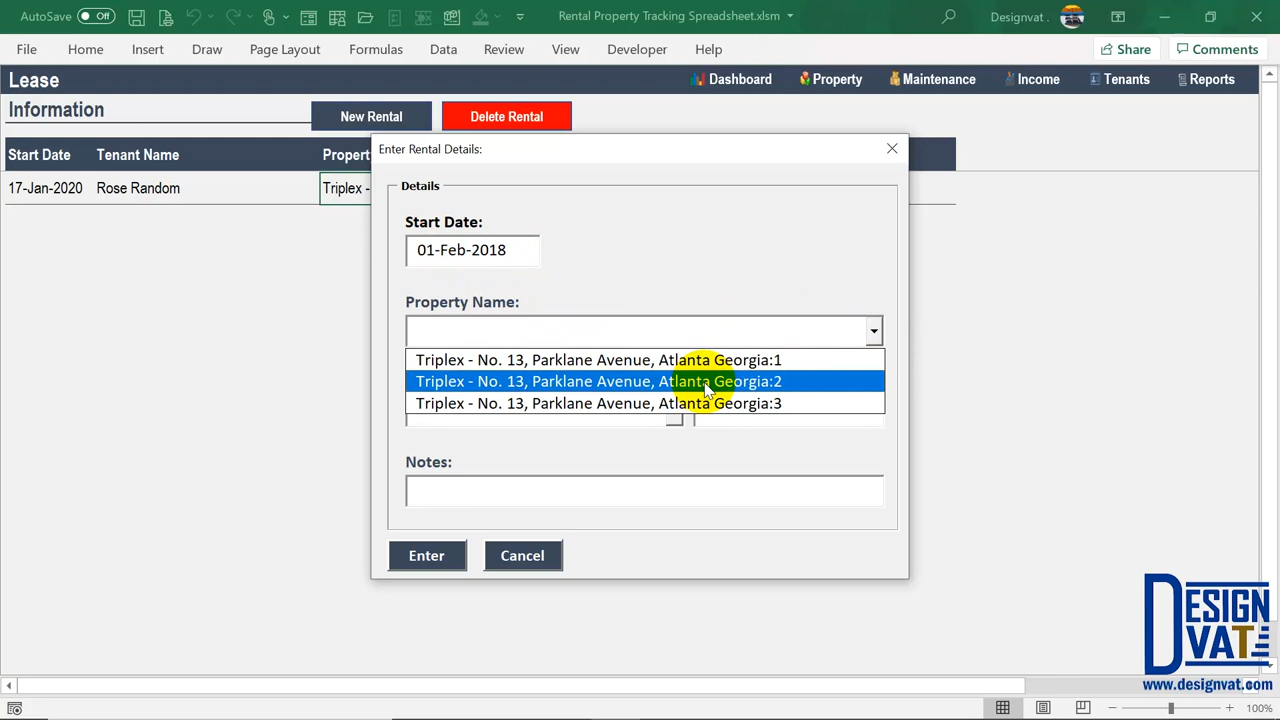 AutoSave Off Rental Property Tracking Spreadsheet.xlsm Designvat .
File Home Insert Draw Page Layout Formulas Data Review View Developer Help Share Comments
Lease Dashboard Property Maintenance Income Tenants Reports
Information New Rental Delete Rental
Start Date Tenant Name Propert
17-Jan-2020 Rose Random Triplex -
Enter Rental Details:
Details
Start Date:
01-Feb-2018
Property Name:
Triplex - No. 13, Parklane Avenue, Atlanta Georgia:1
Triplex - No. 13, Parklane Avenue, Atlanta Georgia:2
Triplex - No. 13, Parklane Avenue, Atlanta Georgia:3
Notes:
Enter Cancel
DESIGN
VAT
www.designvat.com
100%